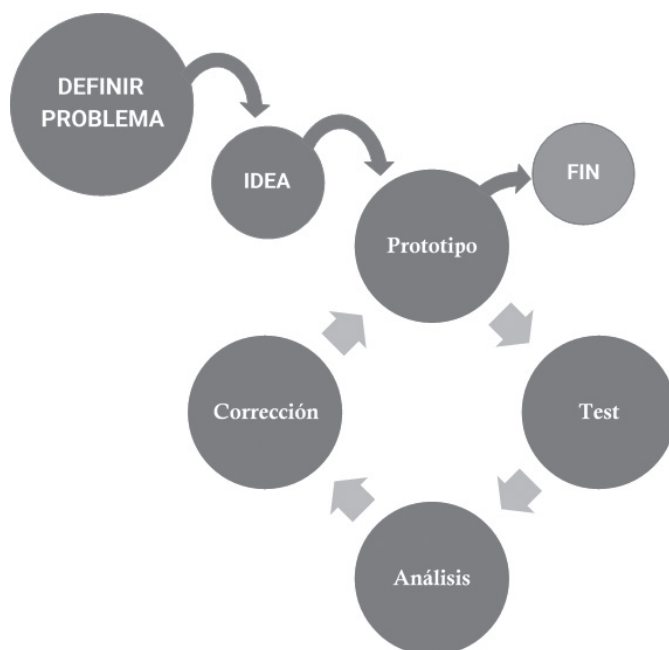 DEFINIR
PROBLEMA
IDEA
FIN
Prototipo
Corrección
Test
Análisis